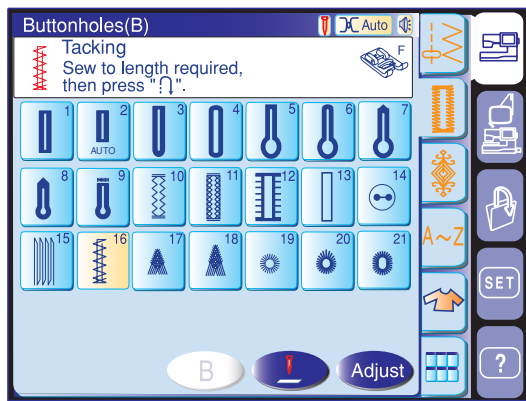 Buttonholes(B) Auto
Tacking F
Sew to length required,
then press "⋂".
1 2 3 4 5 6 7
AUTO
8 9 10 11 12 13 14
15 16 17 18 19 20 21
A~Z
SET
B Adjust ?